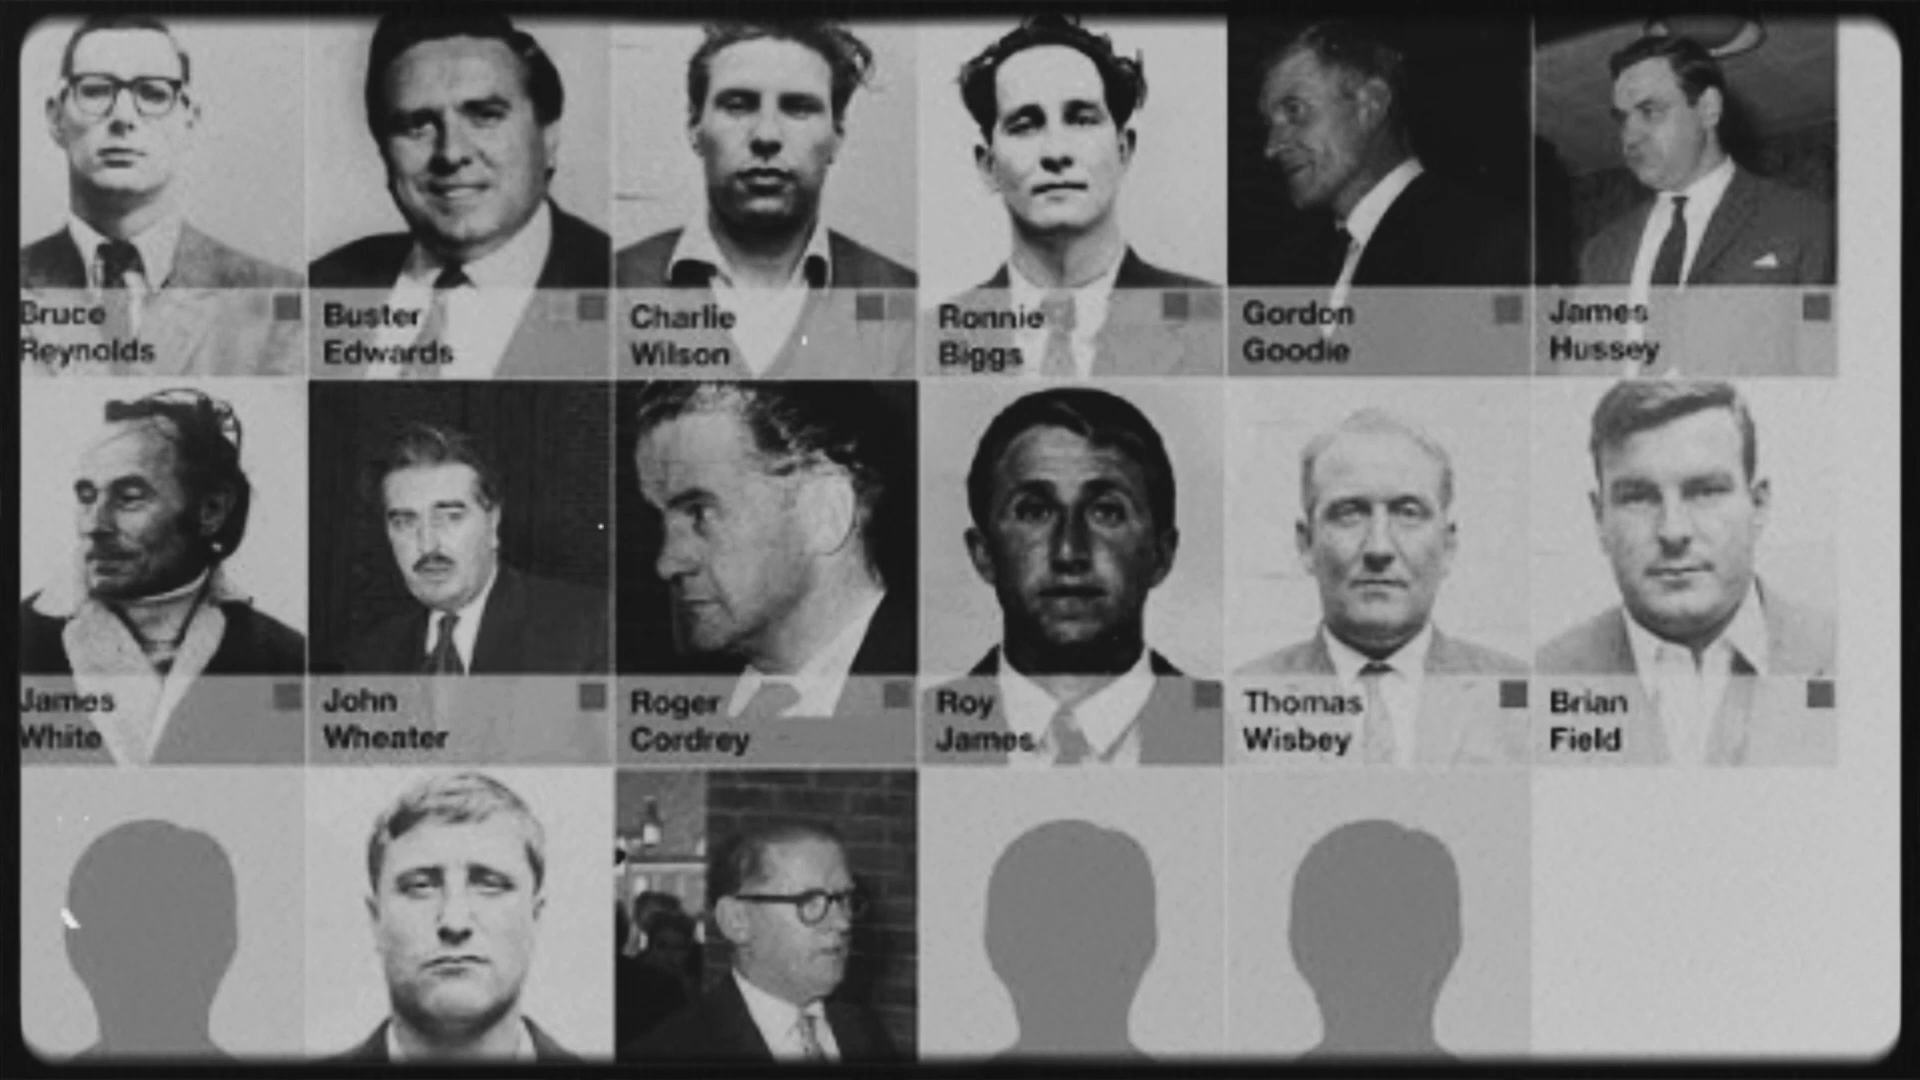 Bruce
Reynolds
Buster
Edwards
Charlie
Wilson
Ronnie
Biggs
Gordon
Goodie
James
Hussey
James
White
John
Wheater
Roger
Cordrey
Roy
James
Thomas
Wisbey
Brian
Field